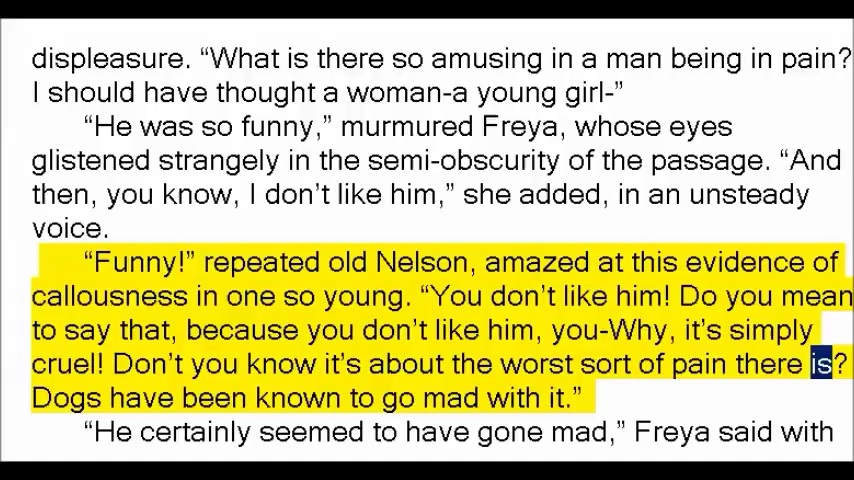 displeasure. “What is there so amusing in a man being in pain?
I should have thought a woman-a young girl-”
“He was so funny,” murmured Freya, whose eyes
glistened strangely in the semi-obscurity of the passage. “And
then, you know, I don’t like him,” she added, in an unsteady
voice.
“Funny!” repeated old Nelson, amazed at this evidence of
callousness in one so young. “You don’t like him! Do you mean
to say that, because you don’t like him, you-Why, it’s simply
cruel! Don’t you know it’s about the worst sort of pain there is?
Dogs have been known to go mad with it.”
“He certainly seemed to have gone mad,” Freya said with